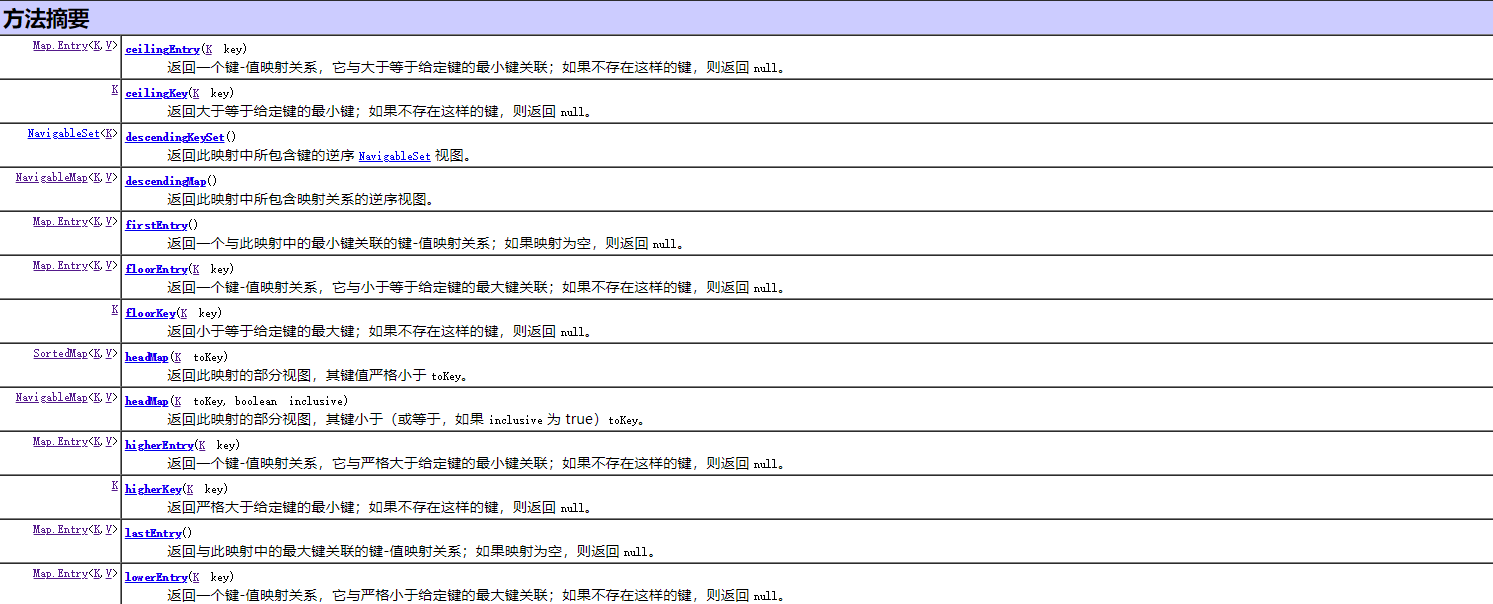 方法摘要
Map.Entry<K,V> ceilingEntry(K key)
返回一个键-值映射关系，它与大于等于给定键的最小键关联；如果不存在这样的键，则返回 null。
K ceilingKey(K key)
返回大于等于给定键的最小键；如果不存在这样的键，则返回 null。
NavigableSet<K> descendingKeySet()
返回此映射中所包含键的逆序 NavigableSet 视图。
NavigableMap<K,V> descendingMap()
返回此映射中所包含映射关系的逆序视图。
Map.Entry<K,V> firstEntry()
返回一个与此映射中的最小键关联的键-值映射关系；如果映射为空，则返回 null。
Map.Entry<K,V> floorEntry(K key)
返回一个键-值映射关系，它与小于等于给定键的最大键关联；如果不存在这样的键，则返回 null。
K floorKey(K key)
返回小于等于给定键的最大键；如果不存在这样的键，则返回 null。
SortedMap<K,V> headMap(K toKey)
返回此映射的部分视图，其键值严格小于 toKey。
NavigableMap<K,V> headMap(K toKey, boolean inclusive)
返回此映射的部分视图，其键小于（或等于，如果 inclusive 为 true）toKey。
Map.Entry<K,V> higherEntry(K key)
返回一个键-值映射关系，它与严格大于给定键的最小键关联；如果不存在这样的键，则返回 null。
K higherKey(K key)
返回严格大于给定键的最小键；如果不存在这样的键，则返回 null。
Map.Entry<K,V> lastEntry()
返回与此映射中的最大键关联的键-值映射关系；如果映射为空，则返回 null。
Map.Entry<K,V> lowerEntry(K key)
返回一个键-值映射关系，它与严格小于给定键的最大键关联；如果不存在这样的键，则返回 null。